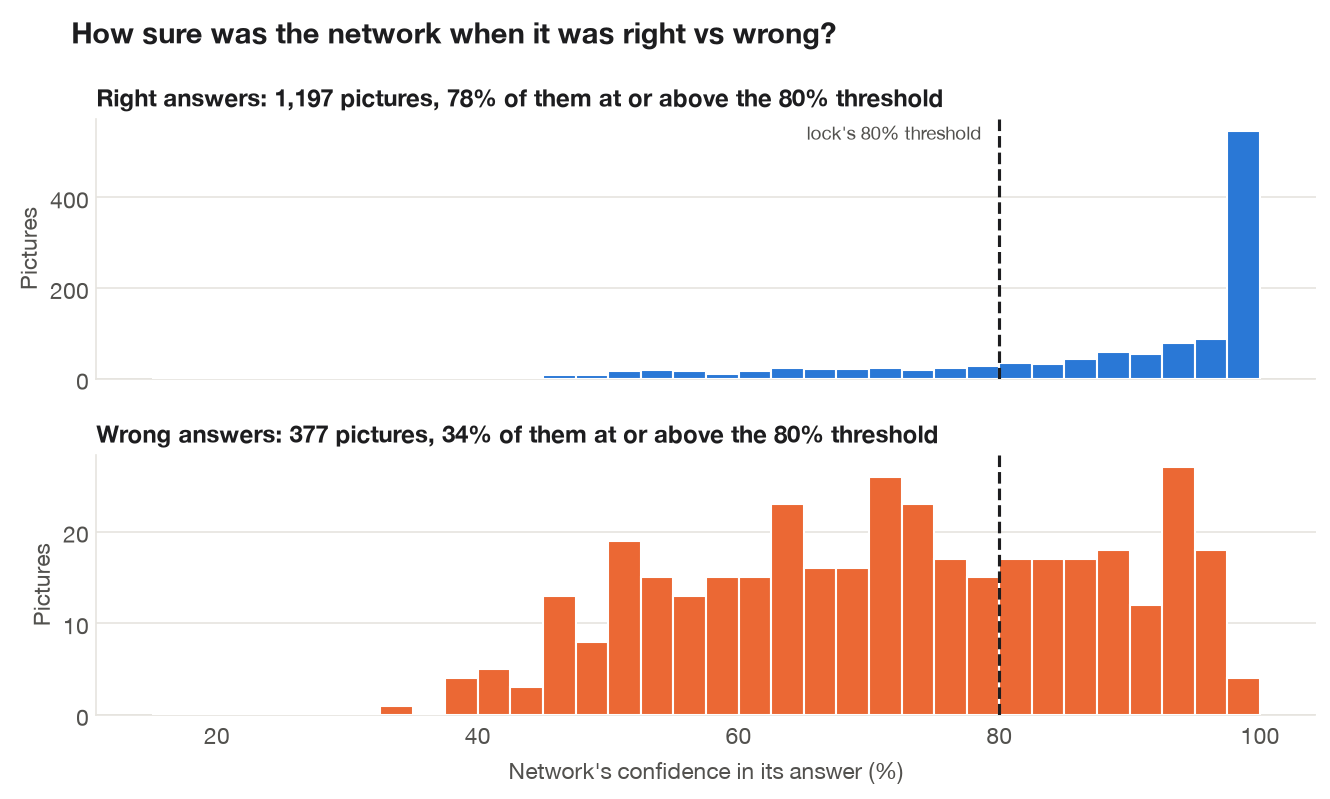 How sure was the network when it was right vs wrong?
Right answers: 1,197 pictures, 78% of them at or above the 80% threshold
lock's 80% threshold
400
200
0
Pictures
Wrong answers: 377 pictures, 34% of them at or above the 80% threshold
20
10
0
Pictures
20 40 60 80 100
Network's confidence in its answer (%)